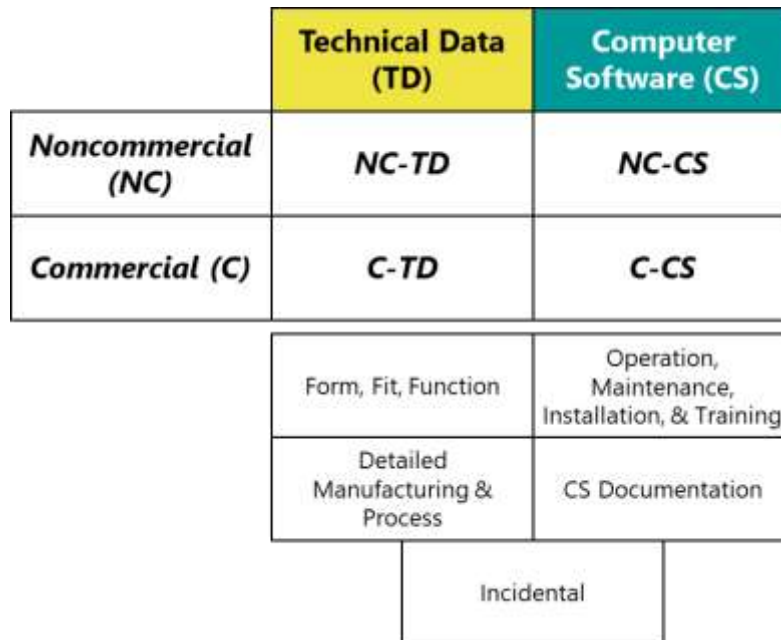 Technical Data
(TD)
Computer
Software (CS)
Noncommercial
(NC)
NC-TD
NC-CS
Commercial (C)
C-TD
C-CS
Form, Fit, Function
Operation,
Maintenance,
Installation, & Training
Detailed
Manufacturing &
Process
CS Documentation
Incidental